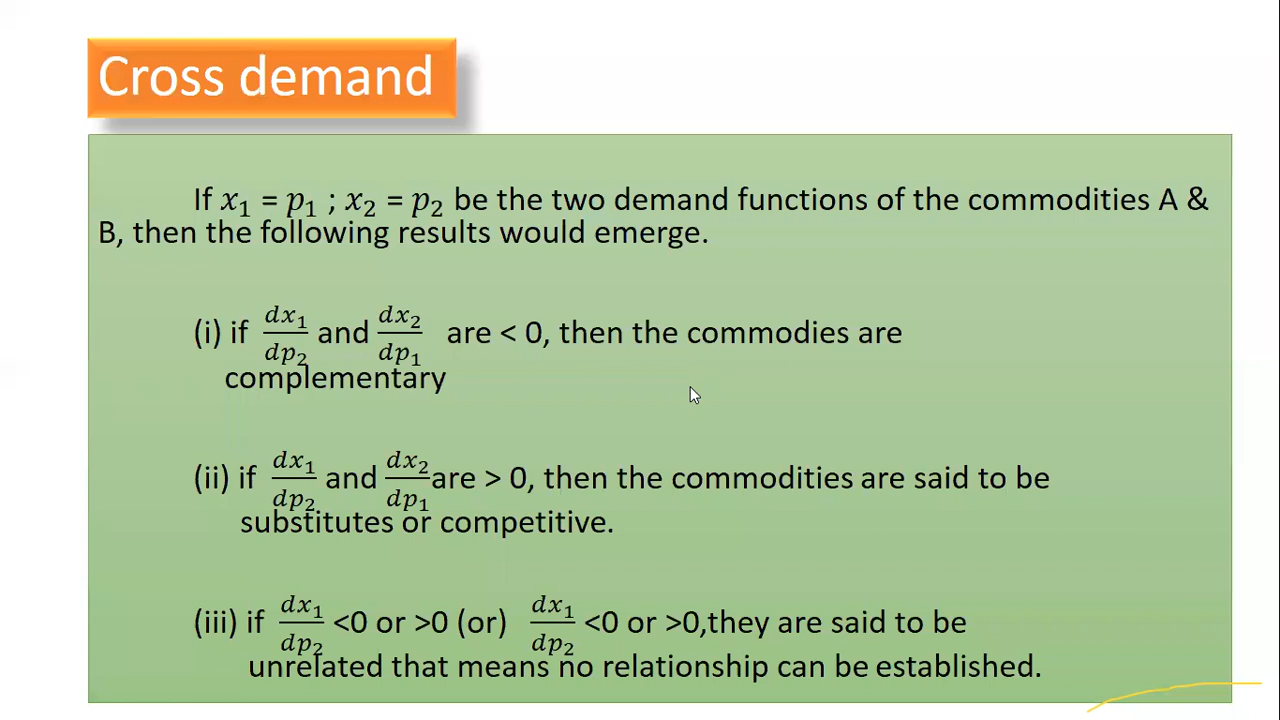 Cross demand
If x₁ = p₁ ; x₂ = p₂ be the two demand functions of the commodities A &
B, then the following results would emerge.
(i) if dx₁/dp₂ and dx₂/dp₁ are < 0, then the commodies are
complementary
(ii) if dx₁/dp₂ and dx₂/dp₁are > 0, then the commodities are said to be
substitutes or competitive.
(iii) if dx₁/dp₂ <0 or >0 (or) dx₁/dp₂ <0 or >0,they are said to be
unrelated that means no relationship can be established.